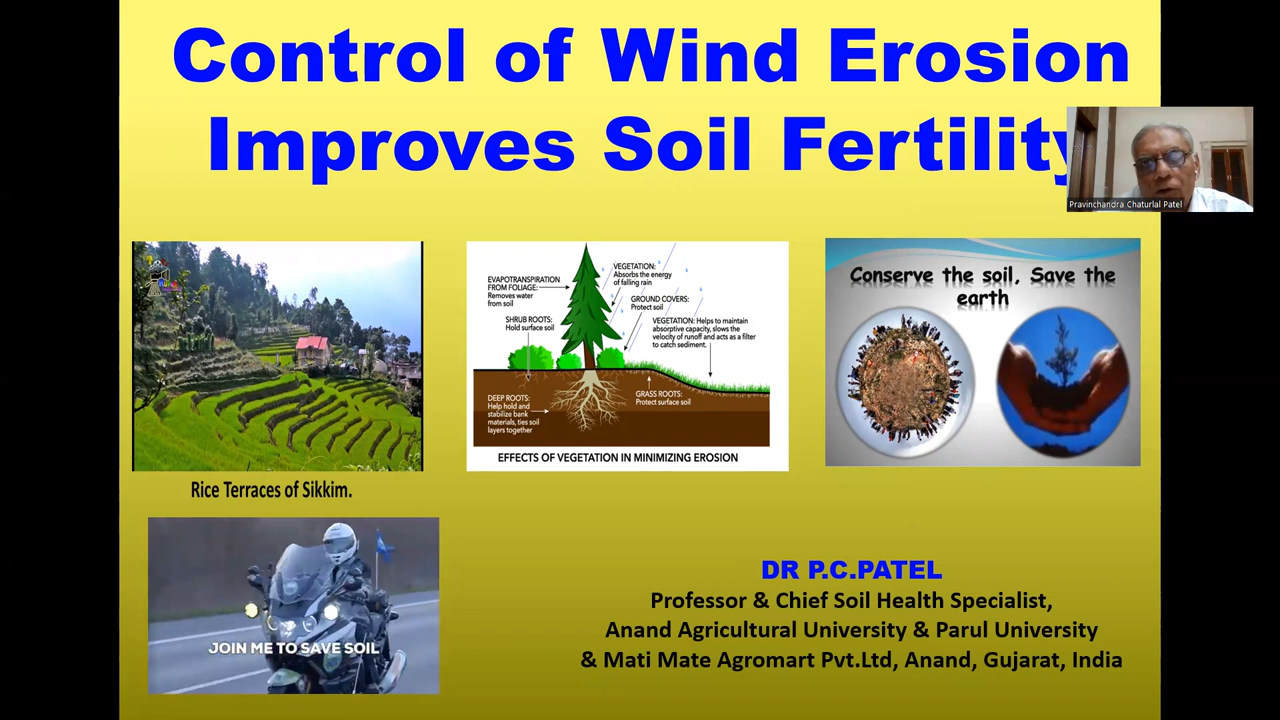 Control of Wind Erosion
Improves Soil Fertility
Pravinchandra Chaturlal Patel
EVAPOTRANSPIRATION
FROM FOLIAGE:
Removes water
from soil
VEGETATION:
Absorbs the energy
of falling rain
GROUND COVERS:
Protect soil
SHRUB ROOTS:
Hold surface soil
VEGETATION: Helps to maintain
absorptive capacity, slows the
velocity of runoff and acts as a filter
to catch sediment.
DEEP ROOTS:
Help hold and
stabilize bank
materials, ties soil
layers together
GRASS ROOTS:
Protect surface soil
EFFECTS OF VEGETATION IN MINIMIZING EROSION
Conserve the soil, Save the
earth
Rice Terraces of Sikkim.
JOIN ME TO SAVE SOIL
DR P.C.PATEL
Professor & Chief Soil Health Specialist,
Anand Agricultural University & Parul University
& Mati Mate Agromart Pvt.Ltd, Anand, Gujarat, India